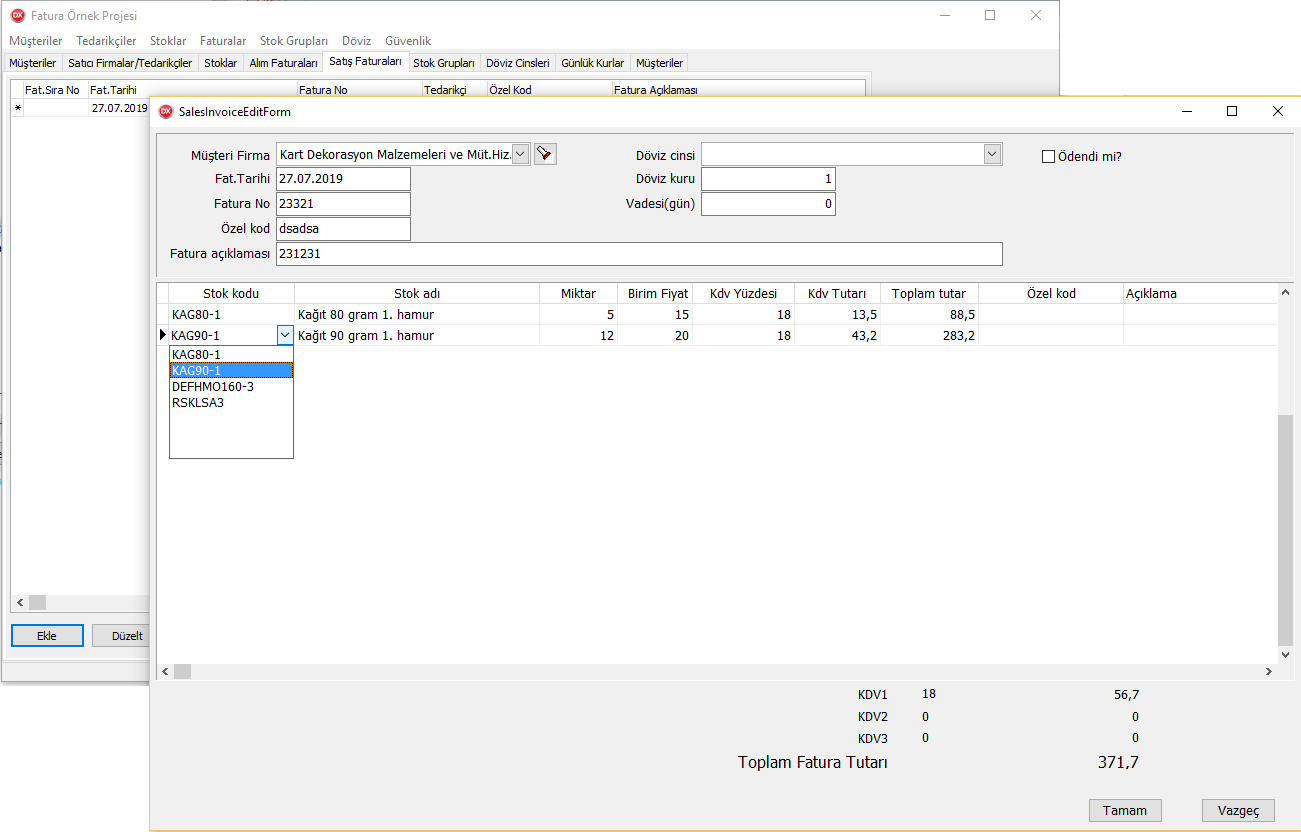 DX Fatura Örnek Projesi
Müşteriler Tedarikçiler Stoklar Faturalar Stok Grupları Döviz Güvenlik
Müşteriler Satıcı Firmalar/Tedarikçiler Stoklar Alım Faturaları Satış Faturaları Stok Grupları Döviz Cinsleri Günlük Kurlar Müşteriler
Fat.Sıra No Fat.Tarihi Fatura No Tedarikçi Özel Kod Fatura Açıklaması
* 27.07.2019
DX SalesInvoiceEditForm
Müşteri Firma Kart Dekorasyon Malzemeleri ve Müt.Hiz. Döviz cinsi Ödendi mi?
Fat.Tarihi 27.07.2019 Döviz kuru 1
Fatura No 23321 Vadesi(gün) 0
Özel kod dsadsa
Fatura açıklaması 231231
Stok kodu Stok adı Miktar Birim Fiyat Kdv Yüzdesi Kdv Tutarı Toplam tutar Özel kod Açıklama
KAG80-1 Kağıt 80 gram 1. hamur 5 15 18 13,5 88,5
KAG90-1 Kağıt 90 gram 1. hamur 12 20 18 43,2 283,2
KAG80-1
KAG90-1
DEFHMO160-3
RSKLSA3
Ekle Düzelt
KDV1 18 56,7
KDV2 0 0
KDV3 0 0
Toplam Fatura Tutarı 371,7
Tamam Vazgeç